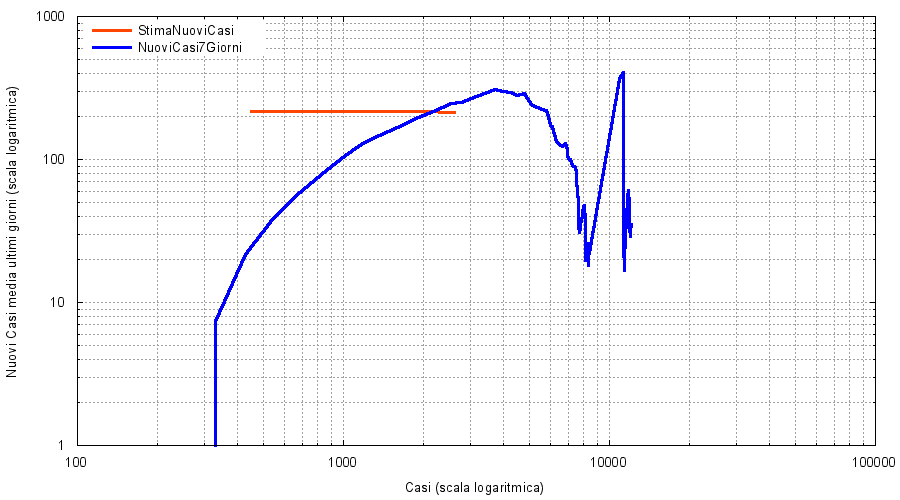 1000
StimaNuoviCasi
NuoviCasi7Giorni
100
10
1
100
1000
10000
100000
Nuovi Casi media ultimi giorni (scala logaritmica)
Casi (scala logaritmica)